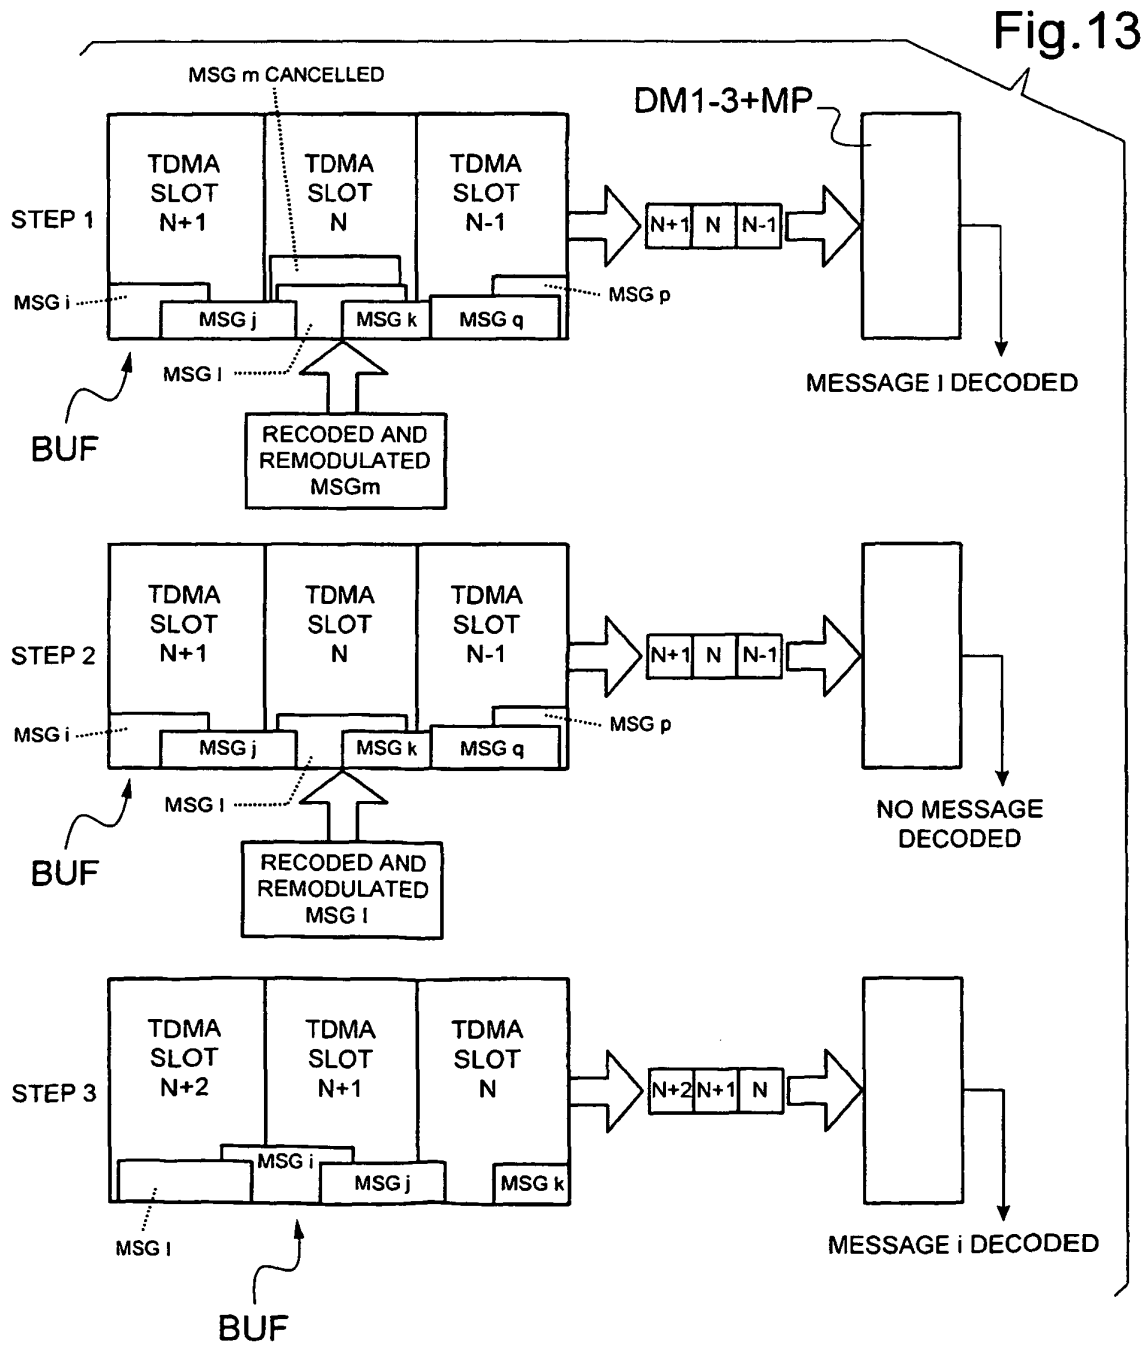 Fig.13
MSG m CANCELLED
DM1-3+MP
STEP 1
TDMA
SLOT
N+1
TDMA
SLOT
N
TDMA
SLOT
N-1
N+1 N N-1
MSG i
MSG j
MSG k
MSG q
MSG p
MSG l
MESSAGE l DECODED
BUF
RECODED AND
REMODULATED
MSGm
STEP 2
TDMA
SLOT
N+1
TDMA
SLOT
N
TDMA
SLOT
N-1
N+1 N N-1
MSG i
MSG j
MSG k
MSG q
MSG p
MSG l
NO MESSAGE
DECODED
BUF
RECODED AND
REMODULATED
MSG l
STEP 3
TDMA
SLOT
N+2
TDMA
SLOT
N+1
TDMA
SLOT
N
N+2 N+1 N
MSG i
MSG j
MSG k
MSG l
MESSAGE i DECODED
BUF